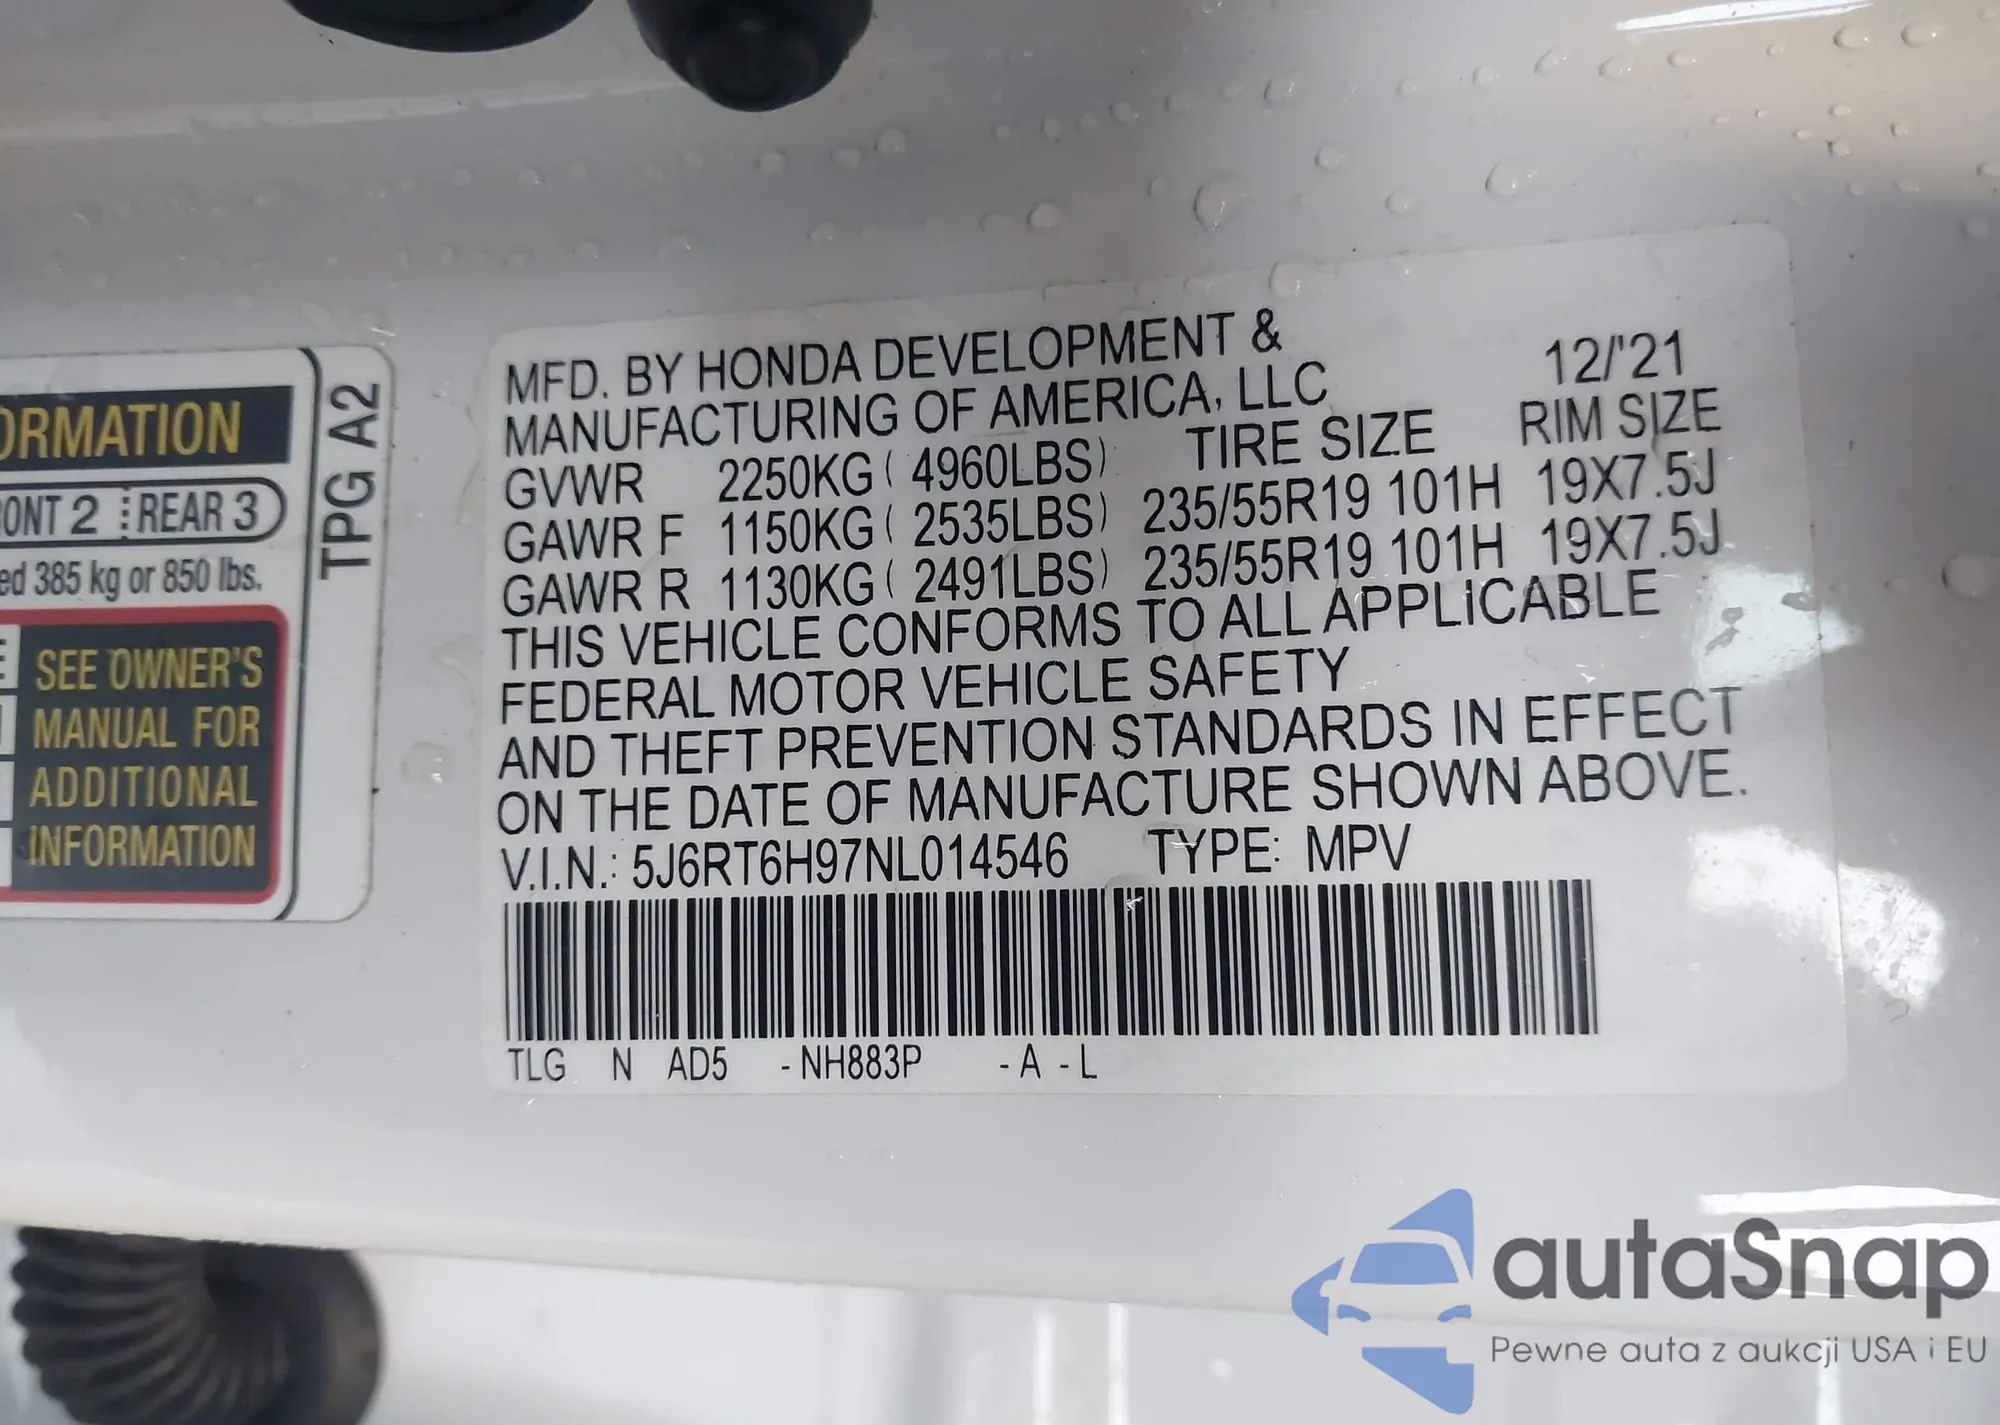 ORMATION
ONT 2 REAR 3
ed 385 kg or 850 lbs.
SEE OWNER'S
MANUAL FOR
ADDITIONAL
INFORMATION
TPG A2
MFD. BY HONDA DEVELOPMENT &
MANUFACTURING OF AMERICA, LLC 12/'21
GVWR 2250KG ( 4960LBS) TIRE SIZE RIM SIZE
GAWR F 1150KG ( 2535LBS) 235/55R19 101H 19X7.5J
GAWR R 1130KG ( 2491LBS) 235/55R19 101H 19X7.5J
THIS VEHICLE CONFORMS TO ALL APPLICABLE
FEDERAL MOTOR VEHICLE SAFETY
AND THEFT PREVENTION STANDARDS IN EFFECT
ON THE DATE OF MANUFACTURE SHOWN ABOVE.
V.I.N.: 5J6RT6H97NL014546 TYPE: MPV
TLG N AD5 -NH883P -A -L
autaSnap
Pewne auta z aukcji USA i EU